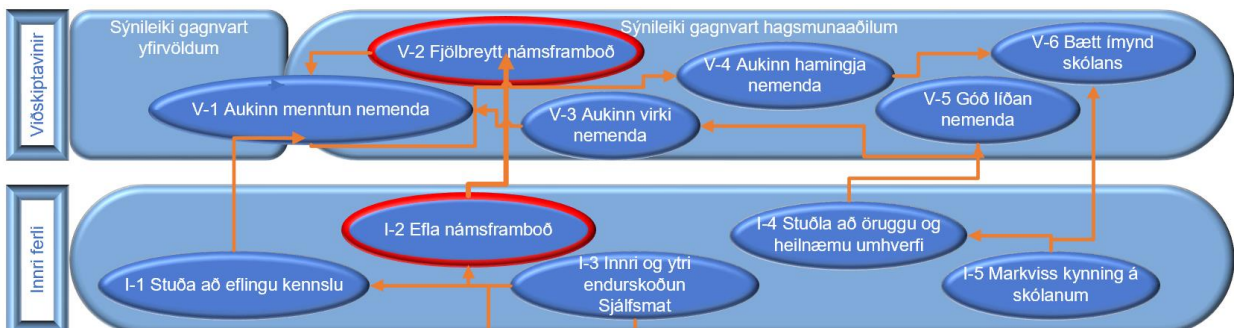 Viðskiptavinir
Sýnileiki gagnvart
yfirvöldum
Sýnileiki gagnvart hagsmunaaðilum
V-2 Fjölbreytt námsframboð
V-1 Aukinn menntun nemenda
V-3 Aukinn virki
nemenda
V-4 Aukinn hamingja
nemenda
V-5 Góð líðan
nemenda
V-6 Bætt ímynd
skólans
Innri ferli
I-2 Efla námsframboð
I-1 Stuða að eflingu kennslu
I-3 Innri og ytri
endurskoðun
Sjálfsmat
I-4 Stuðla að öruggu og
heilnæmu umhverfi
I-5 Markviss kynning á
skólanum